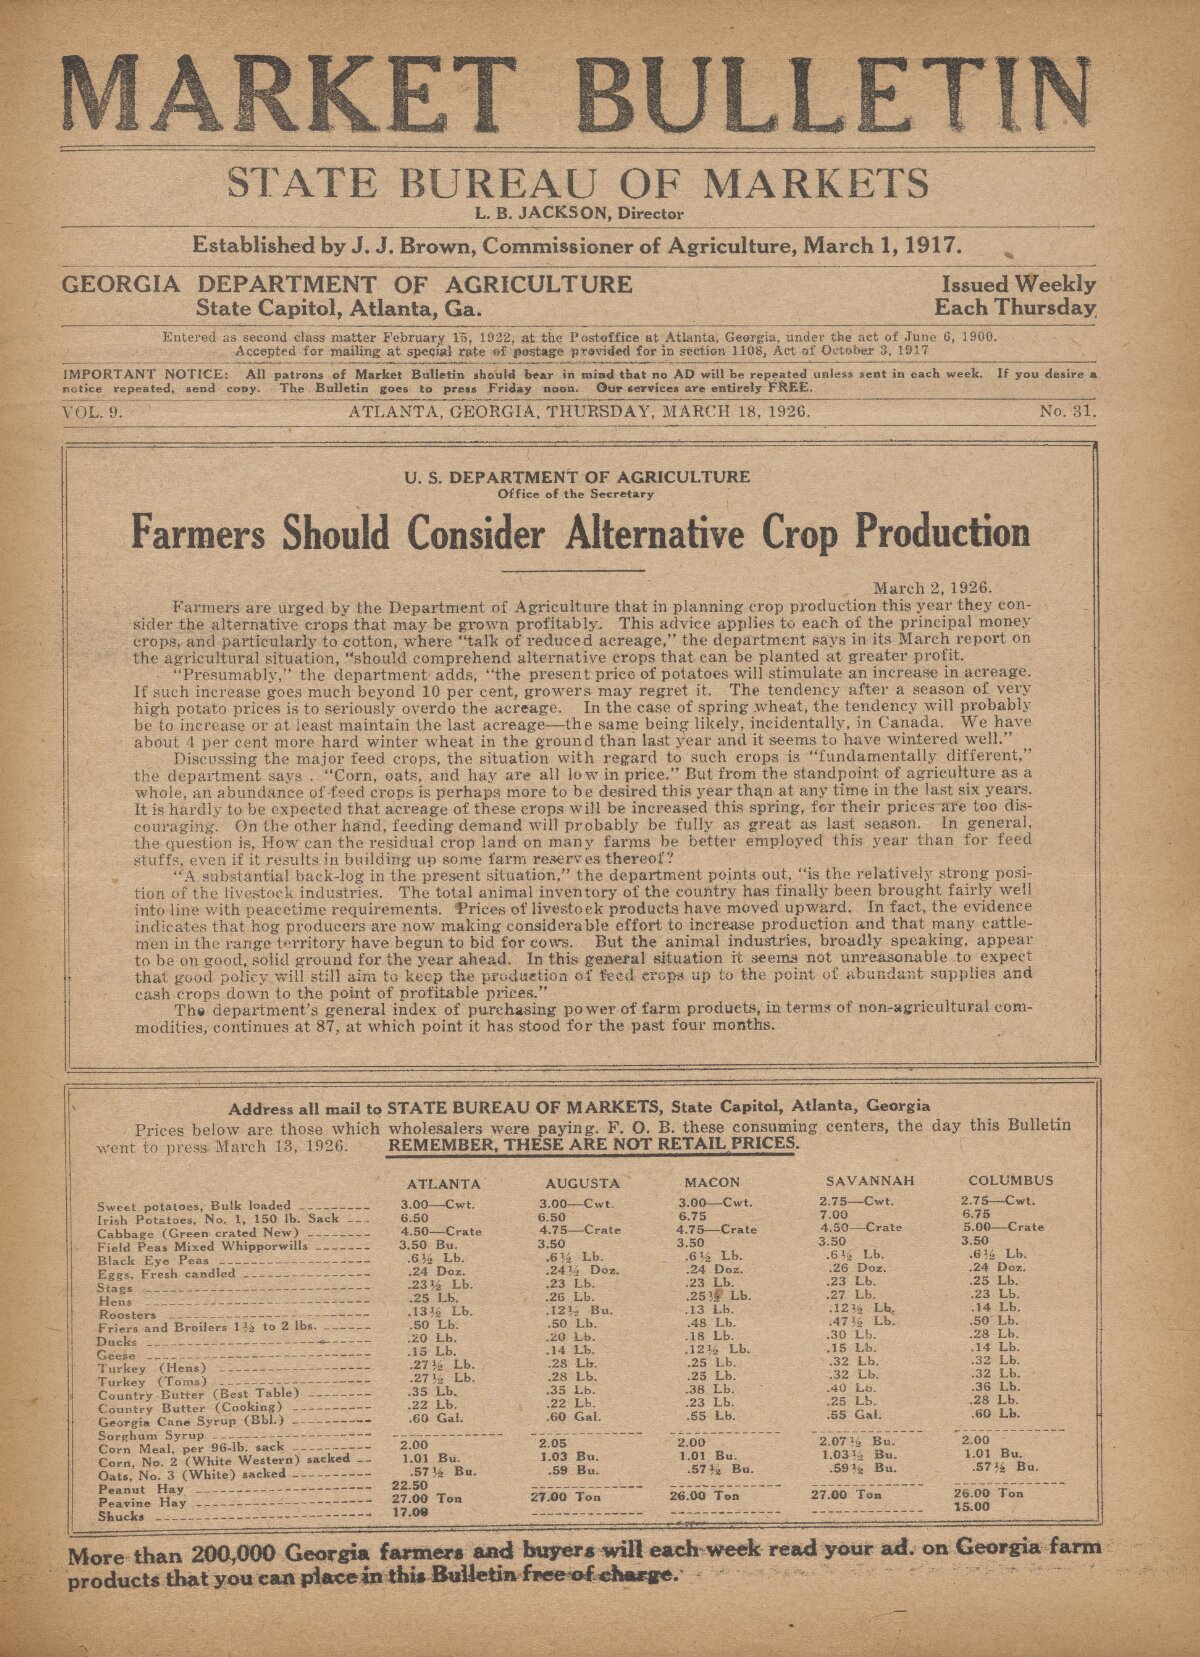 MARKET BULLETIN
STATE BUREAU OF MARKETS
L. B. JACKSON, Director
Established by J. J. Brown, Commissioner of Agriculture, March 1, 1917.
GEORGIA DEPARTMENT OF AGRICULTURE Issued Weekly
State Capitol, Atlanta, Ga. Each Thursday
Entered as second class matter February 15, 1922, at the Postoffice at Atlanta, Georgia, under the act of June 6, 1900.
Accepted for mailing at special rate of postage provided for in section 1108, Act of October 3, 1917
IMPORTANT NOTICE: All patrons of Market Bulletin should bear in mind that no AD will be repeated unless sent in each week. If you desire a
notice repeated, send copy. The Bulletin goes to press Friday noon. Our services are entirely FREE.
VOL. 9. ATLANTA, GEORGIA, THURSDAY, MARCH 18, 1926. No. 31.
U. S. DEPARTMENT OF AGRICULTURE
Office of the Secretary
Farmers Should Consider Alternative Crop Production
March 2, 1926.
Farmers are urged by the Department of Agriculture that in planning crop production this year they con-
sider the alternative crops that may be grown profitably. This advice applies to each of the principal money
crops, and particularly to cotton, where "talk of reduced acreage," the department says in its March report on
the agricultural situation, "should comprehend alternative crops that can be planted at greater profit.
"Presumably," the department adds, "the present price of potatoes will stimulate an increase in acreage.
If such increase goes much beyond 10 per cent, growers may regret it. The tendency after a season of very
high potato prices is to seriously overdo the acreage. In the case of spring wheat, the tendency will probably
be to increase or at least maintain the last acreage—the same being likely, incidentally, in Canada. We have
about 4 per cent more hard winter wheat in the ground than last year and it seems to have wintered well."
Discussing the major feed crops, the situation with regard to such crops is "fundamentally different,"
the department says . "Corn, oats, and hay are all low in price." But from the standpoint of agriculture as a
whole, an abundance of feed crops is perhaps more to be desired this year than at any time in the last six years.
It is hardly to be expected that acreage of these crops will be increased this spring, for their prices are too dis-
couraging. On the other hand, feeding demand will probably be fully as great as last season. In general,
the question is, How can the residual crop land on many farms be better employed this year than for feed
stuffs, even if it results in building up some farm reserves thereof?
"A substantial back-log in the present situation," the department points out, "is the relatively strong posi-
tion of the livestock industries. The total animal inventory of the country has finally been brought fairly well
into line with peacetime requirements. Prices of livestock products have moved upward. In fact, the evidence
indicates that hog producers are now making considerable effort to increase production and that many cattle-
men in the range territory have begun to bid for cows. But the animal industries, broadly speaking, appear
to be on good, solid ground for the year ahead. In this general situation it seems not unreasonable to expect
that good policy will still aim to keep the production of feed crops up to the point of abundant supplies and
cash crops down to the point of profitable prices."
The department's general index of purchasing power of farm products, in terms of non-agricultural com-
modities, continues at 87, at which point it has stood for the past four months.
Address all mail to STATE BUREAU OF MARKETS, State Capitol, Atlanta, Georgia
Prices below are those which wholesalers were paying. F. O. B. these consuming centers, the day this Bulletin
went to press March 13, 1926. REMEMBER, THESE ARE NOT RETAIL PRICES.
ATLANTA AUGUSTA MACON SAVANNAH COLUMBUS
Sweet potatoes, Bulk loaded 3.00—Cwt. 3.00—Cwt. 3.00—Cwt. 2.75—Cwt. 2.75—Cwt.
Irish Potatoes, No. 1, 150 lb. Sack 6.50 6.50 6.75 7.00 6.75
Cabbage (Green crated New) 4.50—Crate 4.75—Crate 4.75—Crate 4.50—Crate 5.00—Crate
Field Peas Mixed Whipporwills 3.50 Bu. 3.50 3.50 3.50 3.50
Black Eye Peas .6½ Lb. .6½ Lb. .6½ Lb. .6½ Lb. .6½ Lb.
Eggs, Fresh candled .24 Doz. .24½ Doz. .24 Doz. .26 Doz. .24 Doz.
Stags .23½ Lb. .23 Lb. .23 Lb. .23 Lb. .25 Lb.
Hens .25 Lb. .26 Lb. .25½ Lb. .27 Lb. .23 Lb.
Roosters .13½ Lb. .12½ Bu. .13 Lb. .12½ Lb. .14 Lb.
Friers and Broilers 1½ to 2 lbs. .50 Lb. .50 Lb. .48 Lb. .47½ Lb. .50 Lb.
Ducks .20 Lb. .20 Lb. .18 Lb. .30 Lb. .28 Lb.
Geese .15 Lb. .14 Lb. .12½ Lb. .15 Lb. .14 Lb.
Turkey (Hens) .27½ Lb. .28 Lb. .25 Lb. .32 Lb. .32 Lb.
Turkey (Toms) .27½ Lb. .28 Lb. .25 Lb. .32 Lb. .32 Lb.
Country Butter (Best Table) .35 Lb. .35 Lb. .38 Lb. .40 Lb. .36 Lb.
Country Butter (Cooking) .22 Lb. .22 Lb. .23 Lb. .25 Lb. .28 Lb.
Georgia Cane Syrup (Bbl.) .60 Gal. .60 Gal. .55 Lb. .55 Gal. .60 Lb.
Sorghum Syrup
Corn Meal, per 96-lb. sack 2.00 2.05 2.00 2.07½ Bu. 2.00
Corn, No. 2 (White Western) sacked 1.01 Bu. 1.03 Bu. 1.01 Bu. 1.03½ Bu. 1.01 Bu.
Oats, No. 3 (White) sacked .57½ Bu. .59 Bu. .57½ Bu. .59½ Bu. .57½ Bu.
Peanut Hay 22.50
Peavine Hay 27.00 Ton 27.00 Ton 26.00 Ton 27.00 Ton 26.00 Ton
Shucks 17.00 15.00
More than 200,000 Georgia farmers and buyers will each week read your ad. on Georgia farm
products that you can place in this Bulletin free of charge.